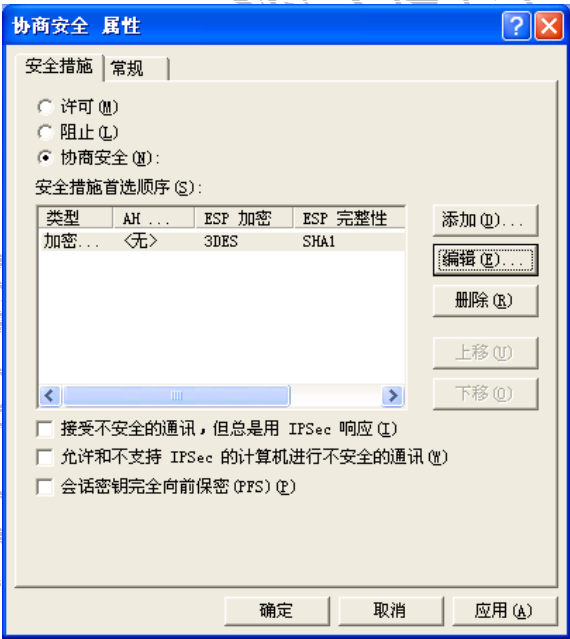 协商安全 属性
安全措施 常规
许可(M)
阻止(L)
协商安全(N):
安全措施首选顺序(S):
类型 AH ... ESP 加密 ESP 完整性
加密... <无> 3DES SHA1
添加(D)...
编辑(E)...
删除(R)
上移(U)
下移(O)
接受不安全的通讯，但总是用 IPSec 响应(I)
允许和不支持 IPSec 的计算机进行不安全的通讯(W)
会话密钥完全向前保密(PFS)(P)
确定 取消 应用(A)